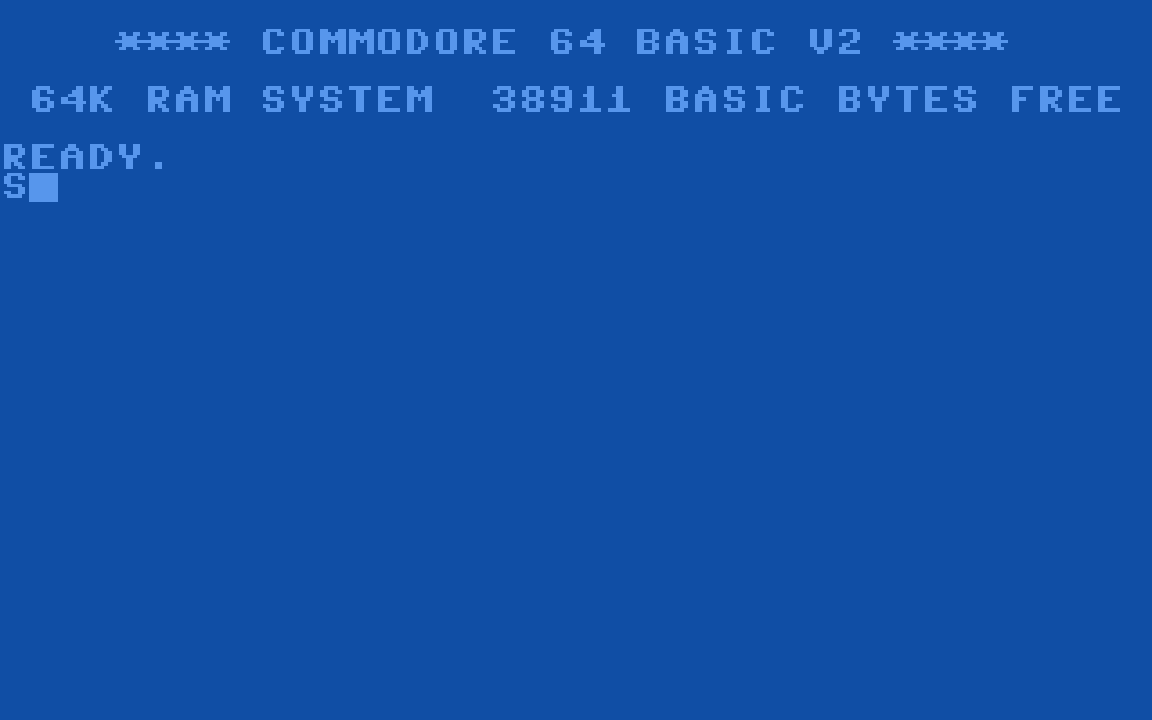 **** COMMODORE 64 BASIC V2 ****
64K RAM SYSTEM  38911 BASIC BYTES FREE
READY.
S